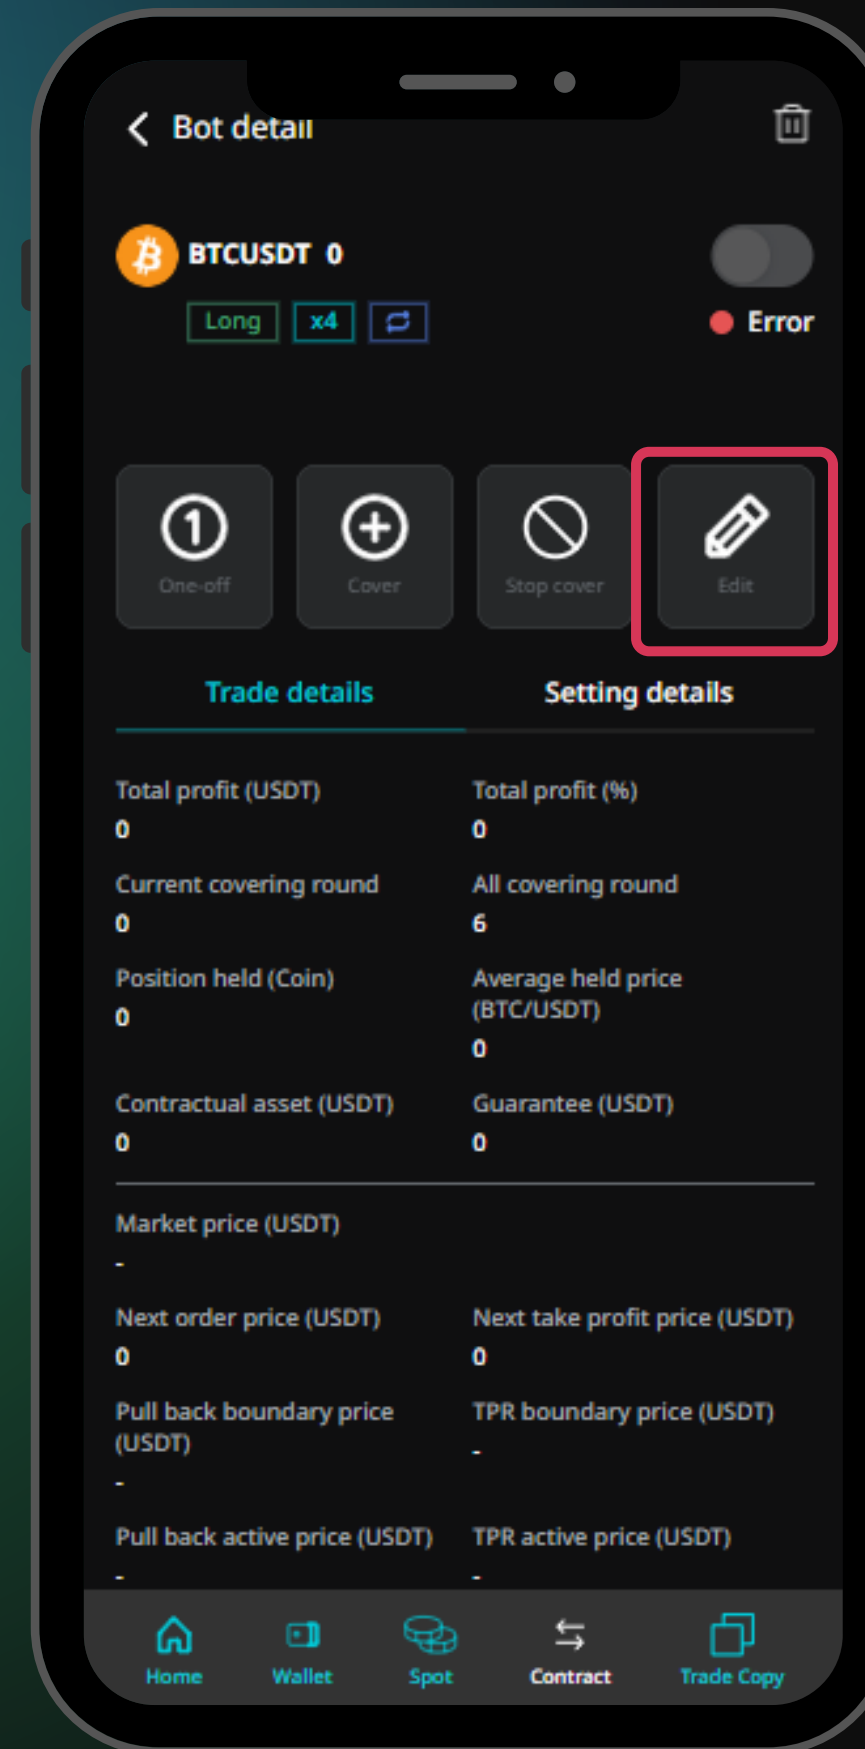 Bot detail
BTCUSDT 0
Long x4
Error
One-off Cover Stop cover Edit
Trade details Setting details
Total profit (USDT) Total profit (%)
0 0
Current covering round All covering round
0 6
Position held (Coin) Average held price
(BTC/USDT)
0
0
Contractual asset (USDT) Guarantee (USDT)
0 0
Market price (USDT)
-
Next order price (USDT) Next take profit price (USDT)
0 0
Pull back boundary price TPR boundary price (USDT)
(USDT)
-
-
Pull back active price (USDT) TPR active price (USDT)
- -
Home Wallet Spot Contract Trade Copy